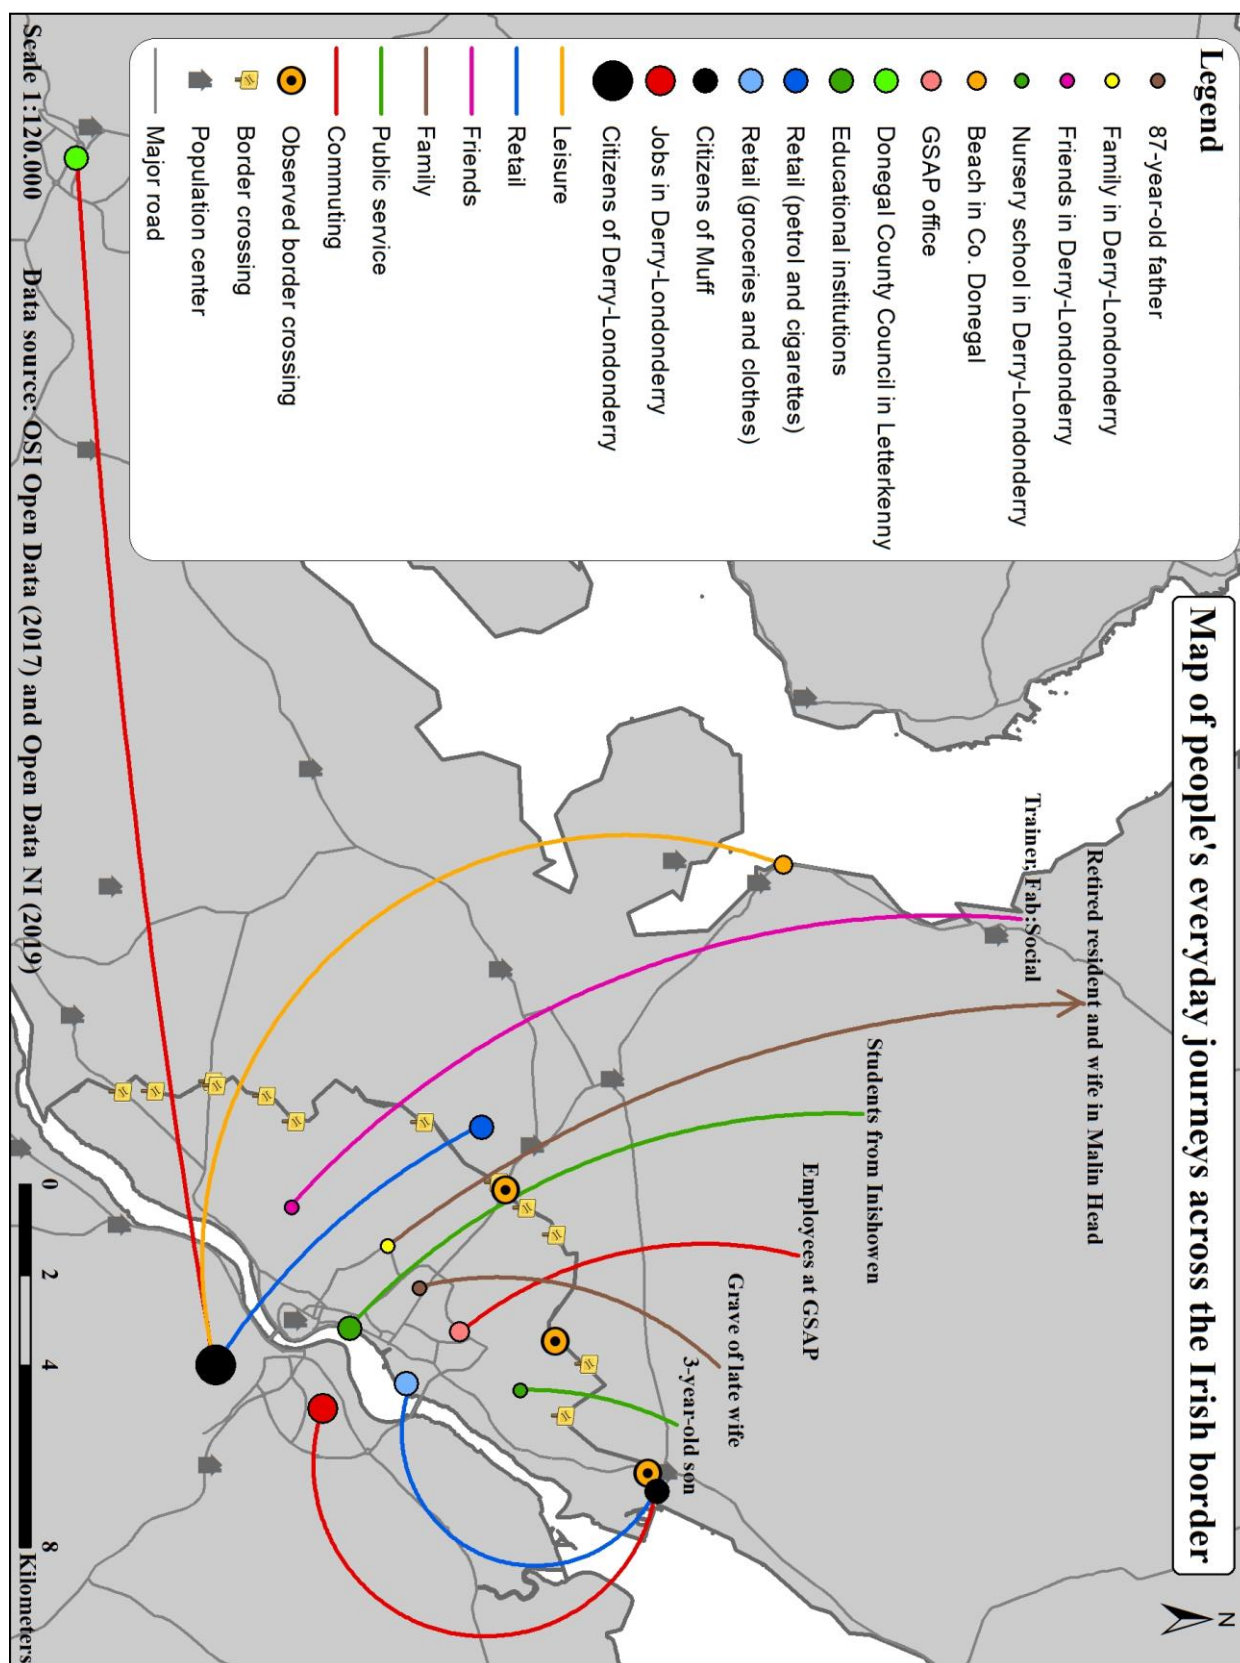 Map of people's everyday journeys across the Irish border
N
Legend
87-year-old father
Family in Derry-Londonderry
Friends in Derry-Londonderry
Nursery school in Derry-Londonderry
Beach in Co. Donegal
GSAP office
Donegal County Council in Letterkenny
Educational institutions
Retail (petrol and cigarettes)
Retail (groceries and clothes)
Citizens of Muff
Jobs in Derry-Londonderry
Citizens of Derry-Londonderry
Leisure
Retail
Friends
Family
Public service
Commuting
Observed border crossing
Border crossing
Population center
Major road
Retired resident and wife in Malin Head
Trainer, Fab:Social
Students from Inishowen
Employees at GSAP
Grave of late wife
3-year-old son
0 2 4 8
Kilometers
Scale 1:120.000 Data source: OSI Open Data (2017) and Open Data NI (2019)